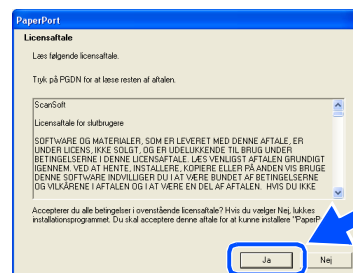 PaperPort
Licensaftale
Læs følgende licensaftale.
Tryk på PGDN for at læse resten af aftalen.
ScanSoft
Licensaftale for slutbrugere
SOFTWARE OG MATERIALER, SOM ER LEVERET MED DENNE AFTALE, ER
UNDER LICENS, IKKE SOLGT, OG ER UDELUKKENDE TIL BRUG UNDER
BETINGELSERNE I DENNE LICENSAFTALE. LÆS VENLIGST AFTALEN GRUNDIGT
IGENNEM. VED AT HENTE, INSTALLERE, KOPIERE ELLER PÅ ANDEN VIS BRUGE
DENNE SOFTWARE INDVILLIGER DU I AT VÆRE BUNDET AF BETINGELSERNE
OG VILKÅRENE I AFTALEN OG I AT VÆRE EN DEL AF AFTALEN. HVIS DU IKKE
Accepterer du alle betingelser i ovenstående licensaftale? Hvis du vælger Nej, lukkes
installationsprogrammet. Du skal acceptere denne aftale for at kunne installere "PaperP
Ja
Nej